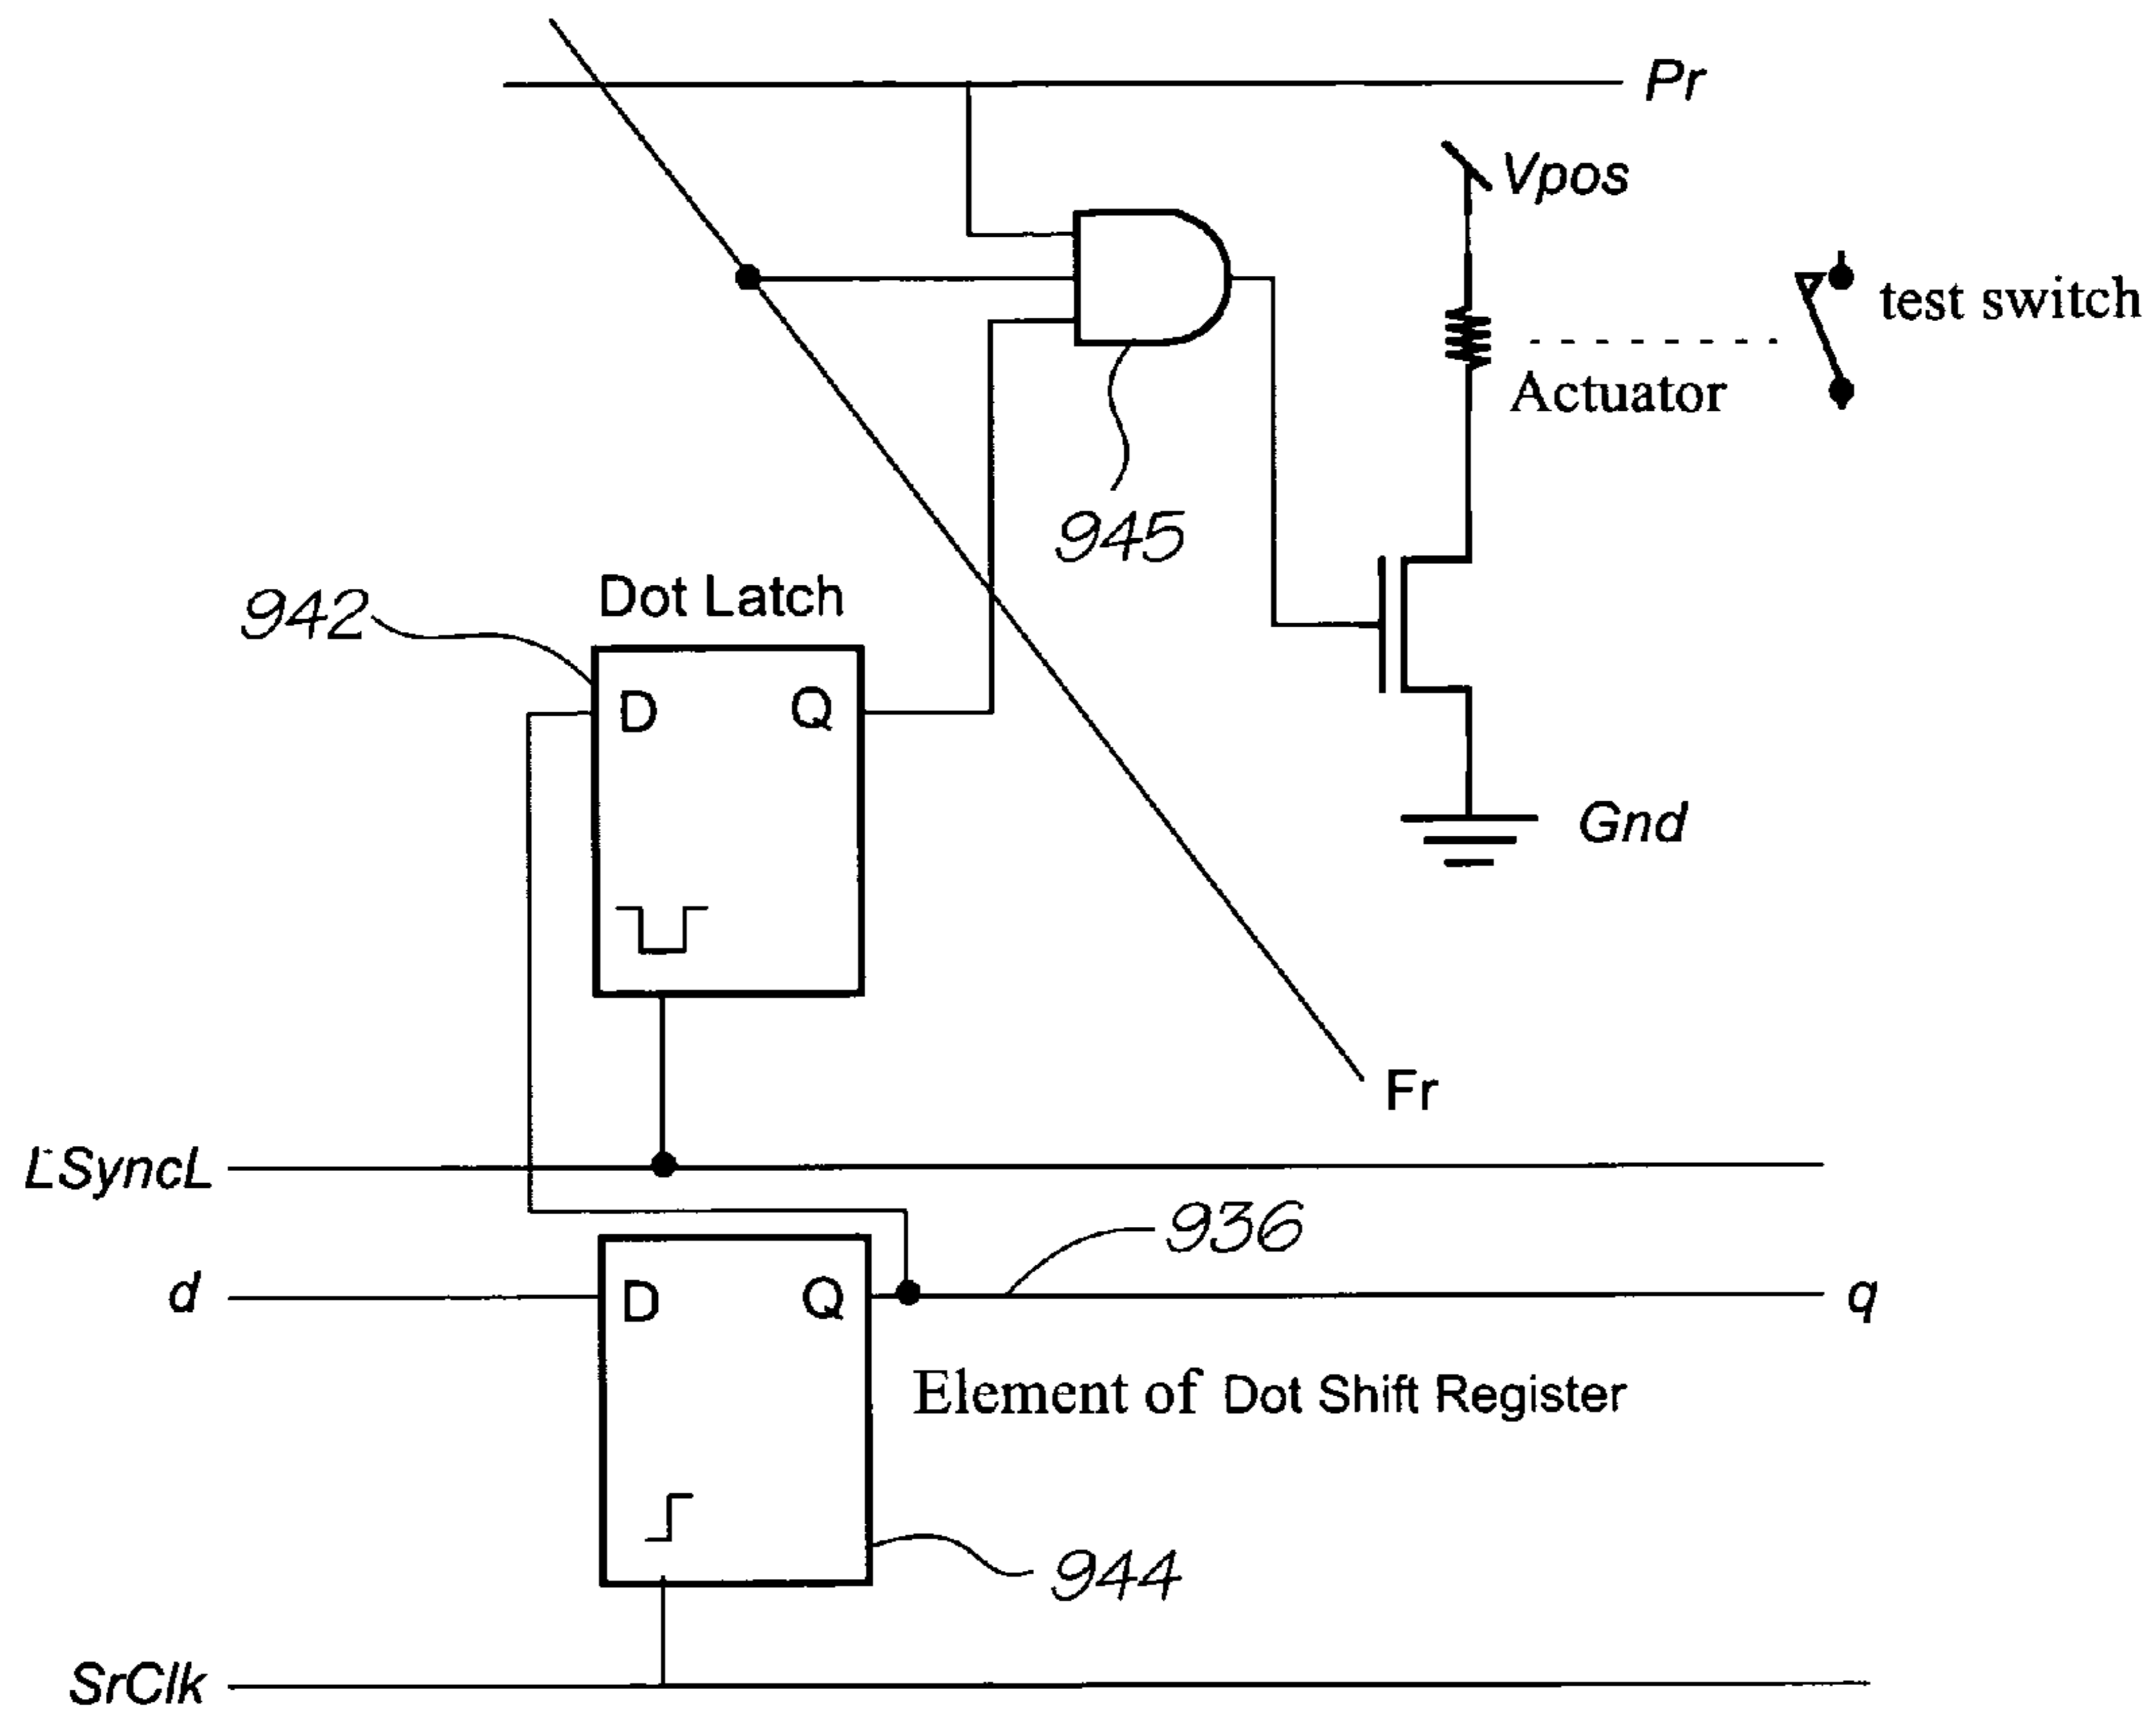 Pr
Vpos
test switch
Actuator
945
942
Dot Latch
D
Q
Gnd
Fr
LSyncL
936
d
D
Q
q
Element of Dot Shift Register
944
SrClk